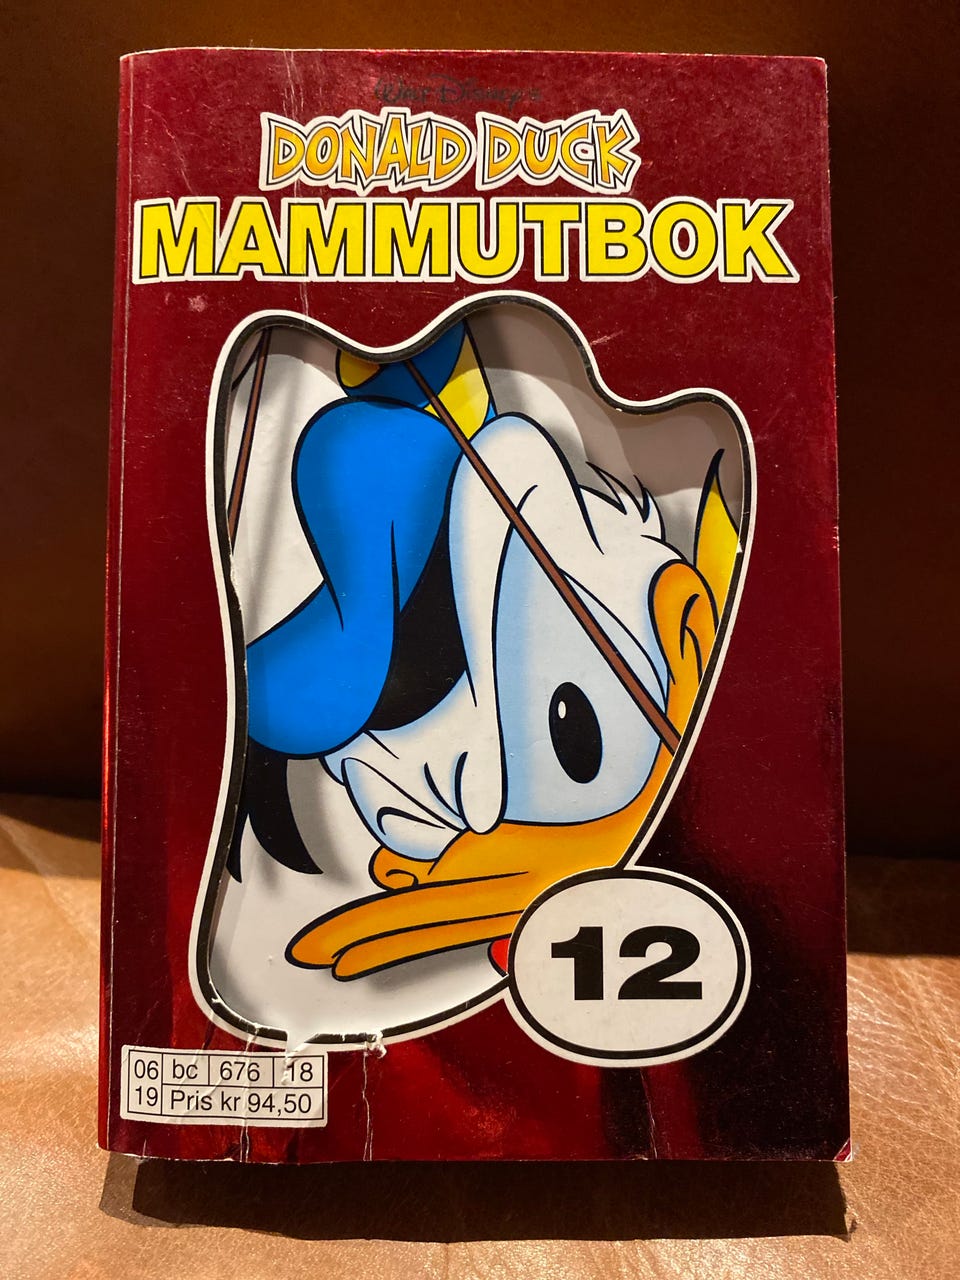 Walt Disney's
DONALD DUCK
MAMMUTBOK
12
06 bc 676 18
19 Pris kr 94,50